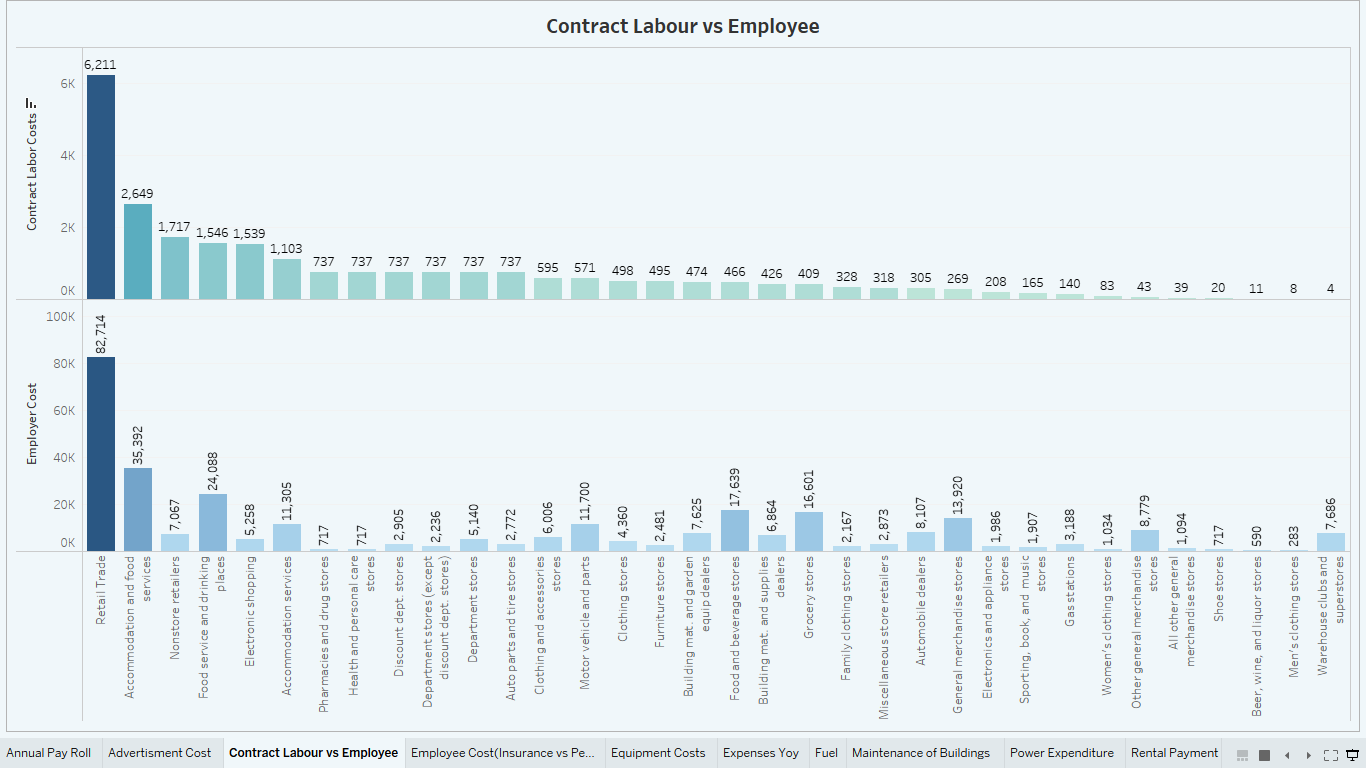 Contract Labour vs Employee
Contract Labor Costs
6K
4K
2K
0K
6,211
2,649
1,717
1,546
1,539
1,103
737
737
737
737
737
737
595
571
498
495
474
466
426
409
328
318
305
269
208
165
140
83
43
39
20
11
8
4
Employer Cost
100K
80K
60K
40K
20K
0K
82,714
35,392
7,067
24,088
5,258
11,305
717
717
2,905
2,236
5,140
2,772
6,006
11,700
4,360
2,481
7,625
17,639
6,864
16,601
2,167
2,873
8,107
13,920
1,986
1,907
3,188
1,034
8,779
1,094
717
590
283
7,686
Retail Trade
Accommodation and food
services
Nonstore retailers
Food service and drinking
places
Electronic shopping
Accommodation services
Pharmacies and drug stores
Health and personal care
stores
Discount dept. stores
Department stores (except
discount dept. stores)
Department stores
Auto parts and tire stores
Clothing and accessories
stores
Motor vehicle and parts
Clothing stores
Furniture stores
Building mat. and garden
equip dealers
Food and beverage stores
Building mat. and supplies
dealers
Grocery stores
Family clothing stores
Miscellaneous store retailers
Automobile dealers
General merchandise stores
Electronics and appliance
stores
Sporting, book, and music
stores
Gas stations
Women's clothing stores
Other general merchandise
stores
All other general
merchandise stores
Shoe stores
Beer, wine, and liquor stores
Men's clothing stores
Warehouse clubs and
superstores
Annual Pay Roll
Advertisment Cost
Contract Labour vs Employee
Employee Cost(Insurance vs Pe...
Equipment Costs
Expenses Yoy
Fuel
Maintenance of Buildings
Power Expenditure
Rental Payment